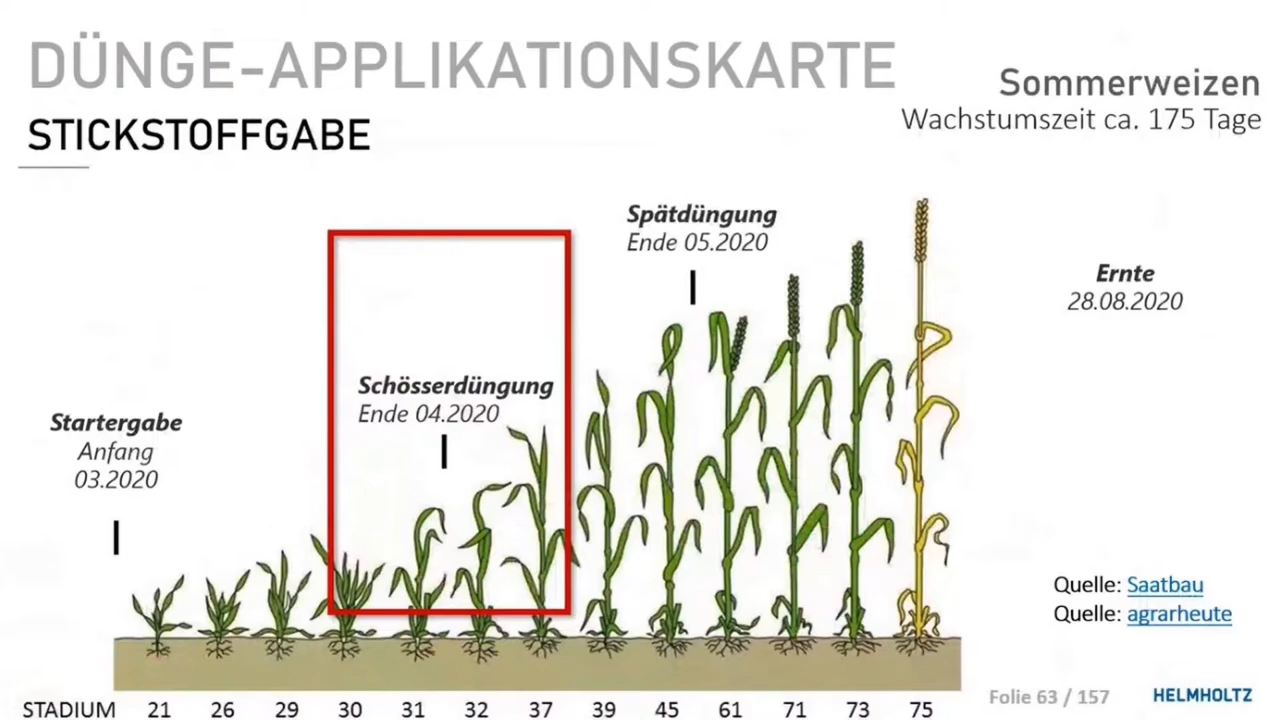 DÜNGE-APPLIKATIONSKARTE
STICKSTOFFGABE
Sommerweizen
Wachstumszeit ca. 175 Tage
Startergabe
Anfang
03.2020
Schösserdüngung
Ende 04.2020
Spätdüngung
Ende 05.2020
Ernte
28.08.2020
Quelle: Saatbau
Quelle: agrarheute
STADIUM 21 26 29 30 31 32 37 39 45 61 71 73 75
Folie 63 / 157
HELMHOLTZ